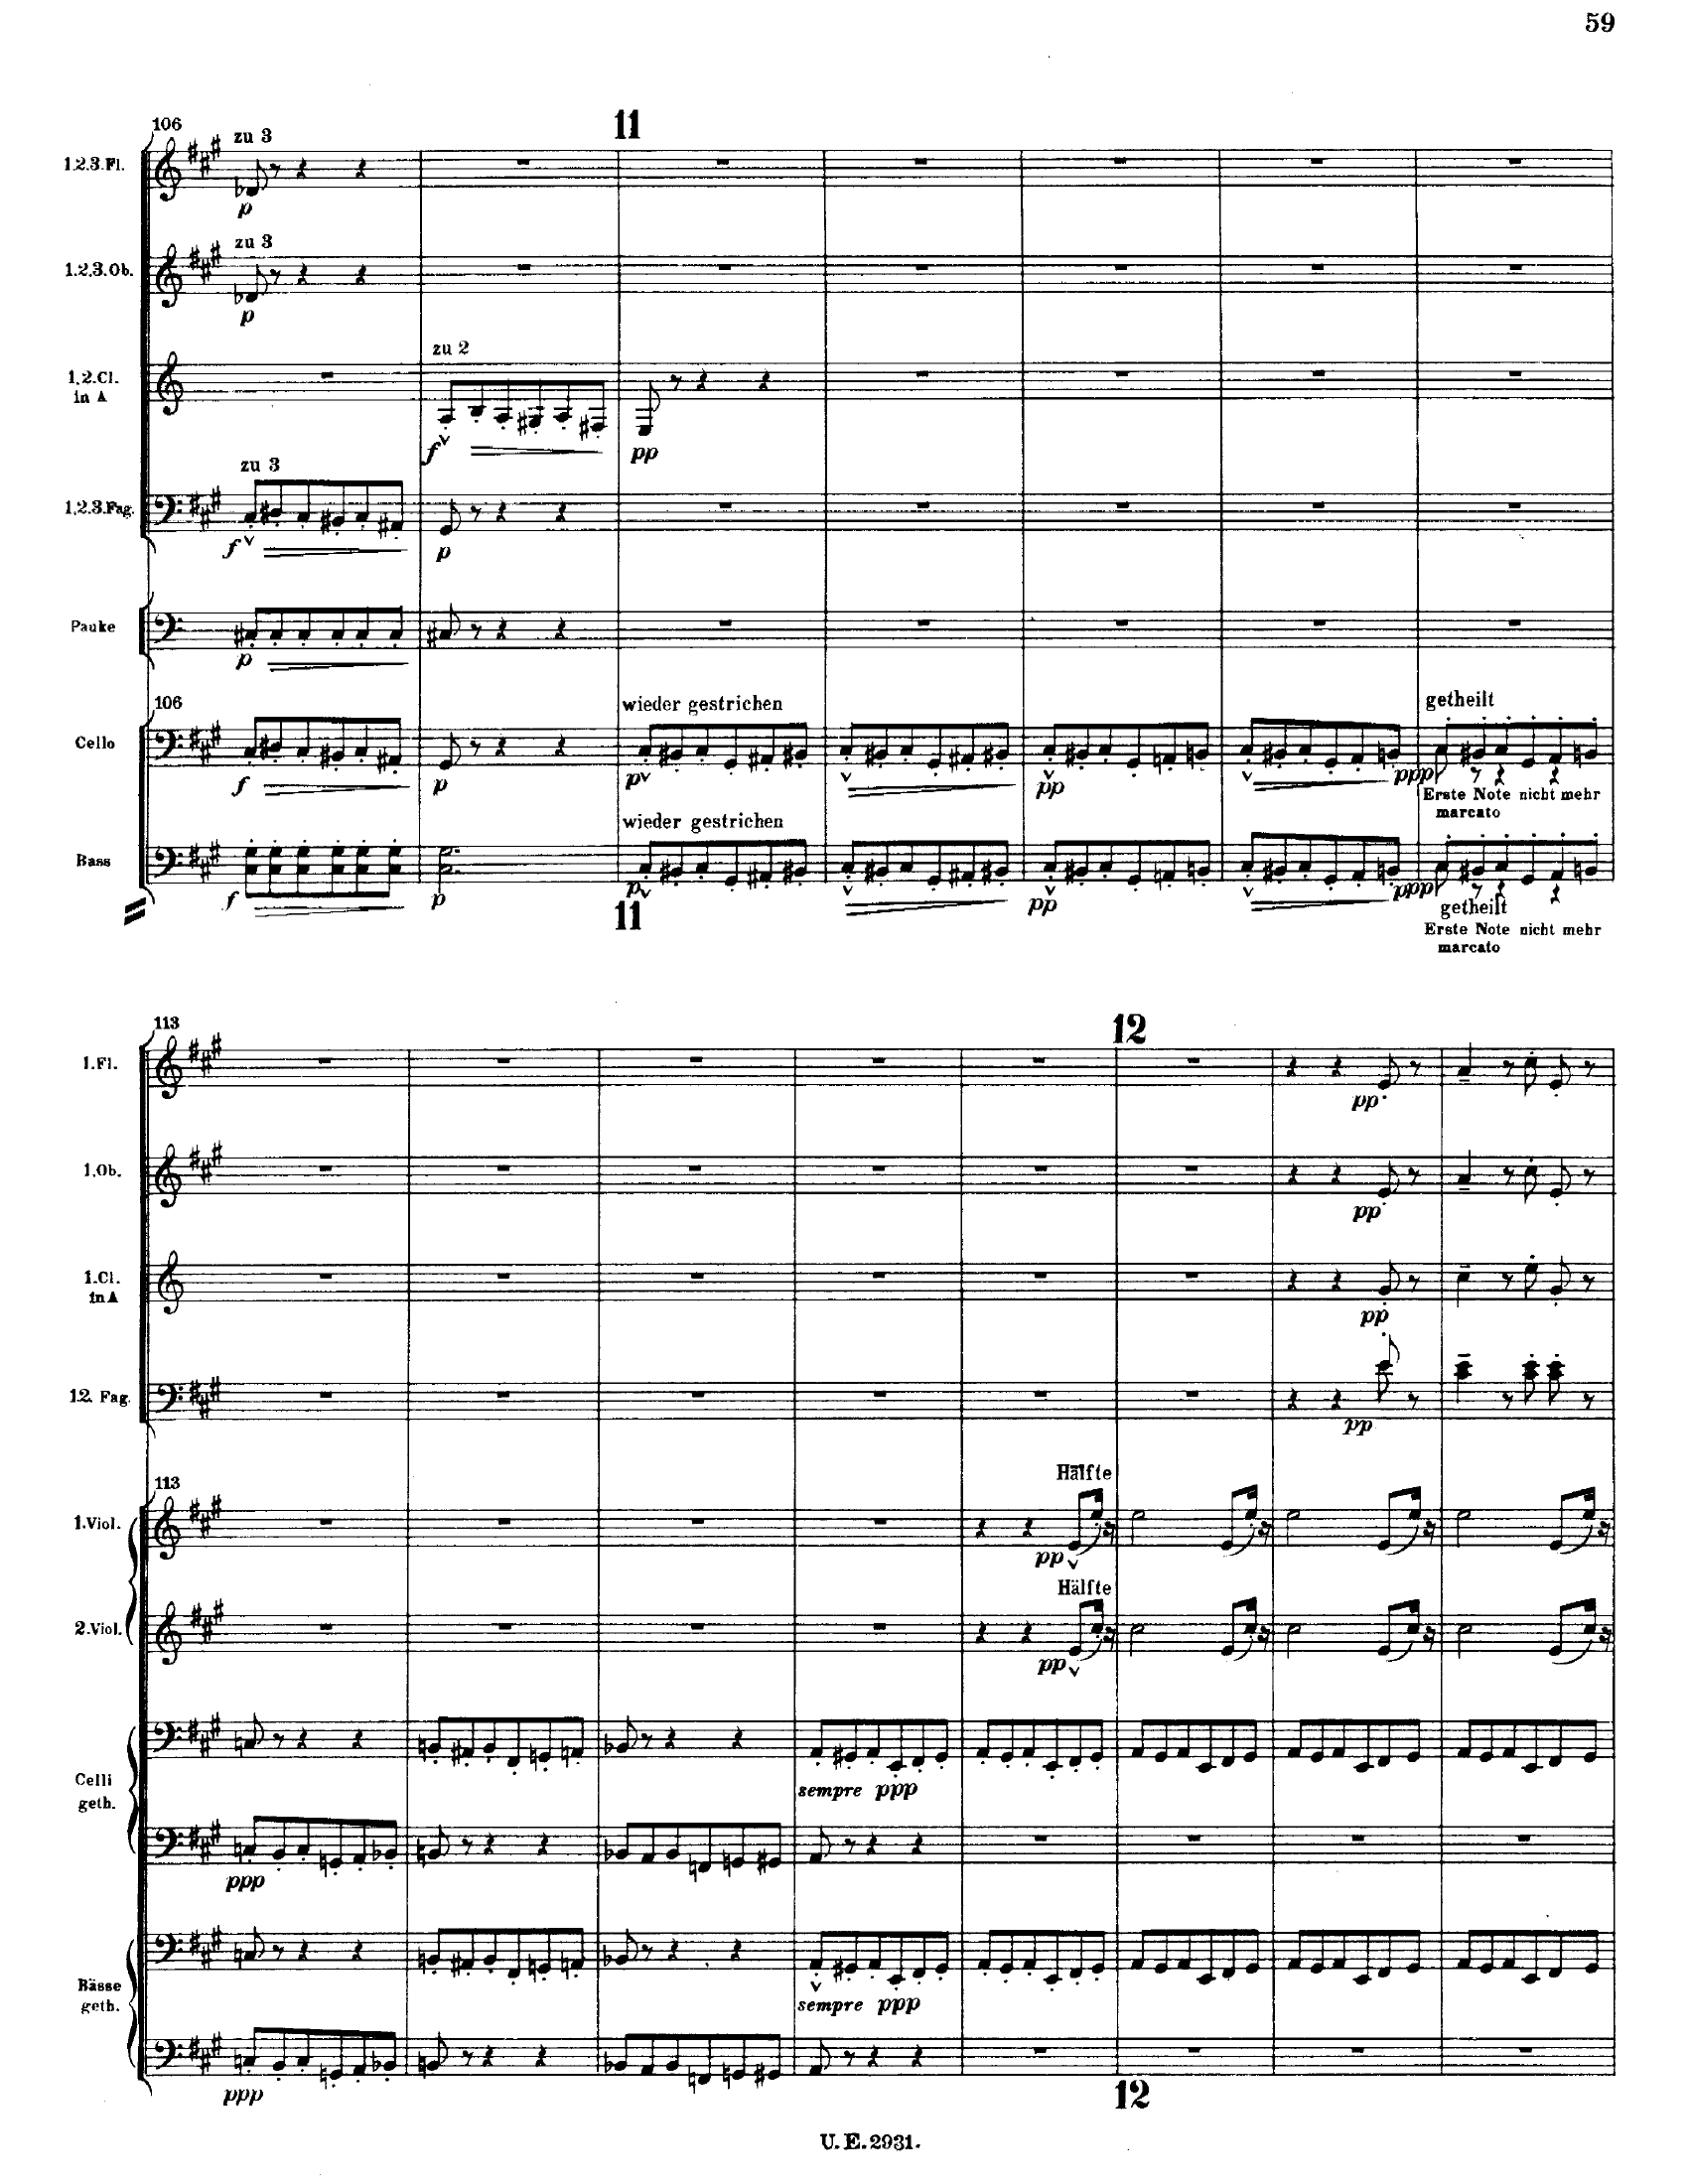 59
106
11
zu 3
1.2.3.Fl.
p
zu 3
1.2.3.Ob.
p
zu 2
1.2.Cl.
in A
f pp
zu 3
1.2.3.Fag.
f p
Pauke
p
106
wieder gestrichen getheilt
Cello
f p p pp ppp
Erste Note nicht mehr
marcato
wieder gestrichen
Bass
f p p pp ppp
getheilt
11
Erste Note nicht mehr
marcato
113
12
1.Fl.
pp
1.Ob.
pp
1.Cl.
in A
pp
12. Fag.
pp
113
Hälfte
1.Viol.
pp
Hälfte
2.Viol.
pp
Celli
geth.
sempre ppp
ppp
Bässe
geth.
sempre ppp
ppp
12
U.E.2931.